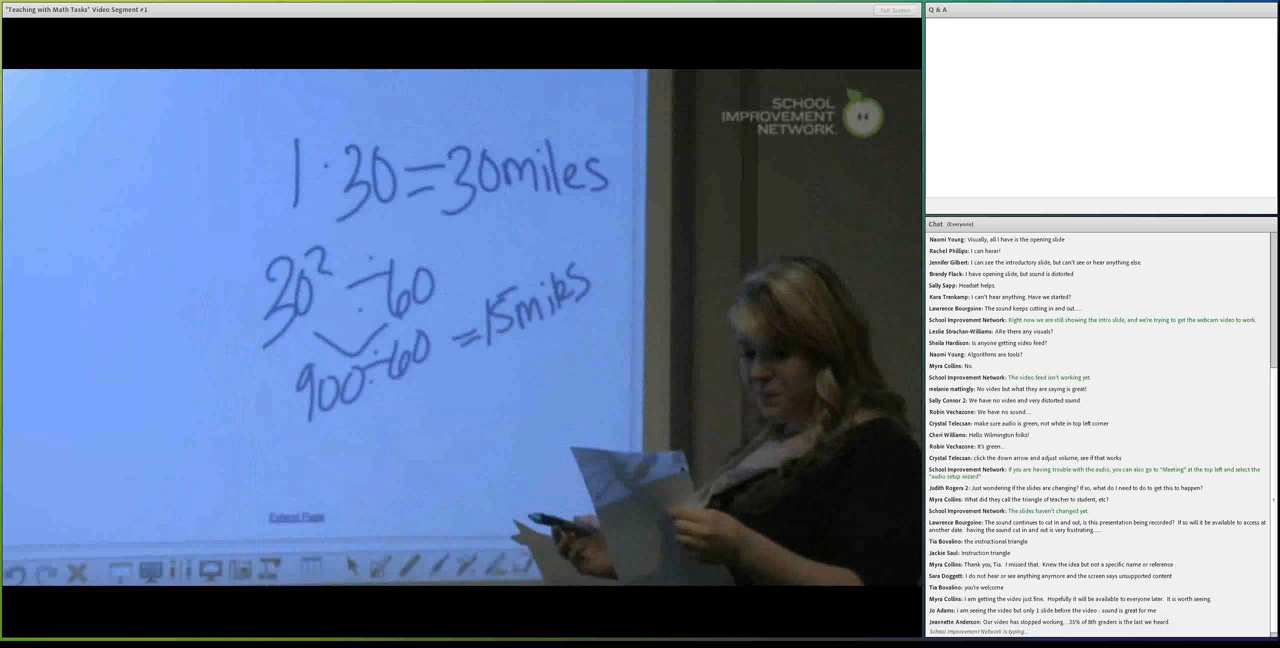 "Teaching with Math Tasks" Video Segment #1
Full Screen
SCHOOL
IMPROVEMENT
NETWORK.
1 · 30 = 30 miles
÷ 60
100 ÷ 60 = 15 miles
Extend Page
Q & A
Chat (Everyone)
Naomi Young: Visually, all I have is the opening slide
Rachel Phillips: I can herar!
Jennifer Gilbert: I can see the introductory slide, but can't see or hear anything else.
Brandy Flack: I have opening slide, but sound is distorted
Sally Sapp: Headset helps.
Kara Trenkamp: I can't hear anything. Have we started?
Lawrence Bourgoine: The sound keeps cutting in and out.....
School Improvement Network: Right now we are still showing the intro slide, and we're trying to get the webcam video to work.
Leslie Strachan-Williams: ARe there any visuals?
Sheila Hardison: Is anyone getting video feed?
Naomi Young: Algorithms are tools?
Myra Collins: No.
School Improvement Network: The video feed isn't working yet.
melanie mattingly: No video but what they are saying is great!
Sally Connor 2: We have no video and very distorted sound
Robin Vechazone: We have no sound....
Crystal Telecsan: make sure audio is green, not white in top left corner
Cheri Williams: Hello Wilmington folks!
Robin Vechazone: It's green...
Crystal Telecsan: click the down arrow and adjust volume, see if that works
School Improvement Network: If you are having trouble with the audio, you can also go to "Meeting" at the top left and select the
"audio setup wizard"
Judith Rogers 2: Just wondering if the slides are changing? If so, what do I need to do to get this to happen?
Myra Collins: What did they call the triangle of teacher to student, etc?
School Improvement Network: The slides haven't changed yet.
Lawrence Bourgoine: The sound continues to cut in and out, is this presentation being recorded? If so will it be available to access at
another date. having the sound cut in and out is very frustrating.....
Tia Bovalino: the instructional triangle
Jackie Saul: Instruction triangle
Myra Collins: Thank you, Tia. I missed that. Knew the idea but not a specific name or reference
Sara Doggett: I do not hear or see anything anymore and the screen says unsupported content
Tia Bovalino: you're welcome
Myra Collins: I am getting the video just fine. Hopefully it will be available to everyone later. It is worth seeing.
Jo Adams: i am seeing the video but only 1 slide before the video - sound is great for me
Jeannette Anderson: Our video has stopped working...35% of 8th graders is the last we heard.
School Improvement Network is typing...